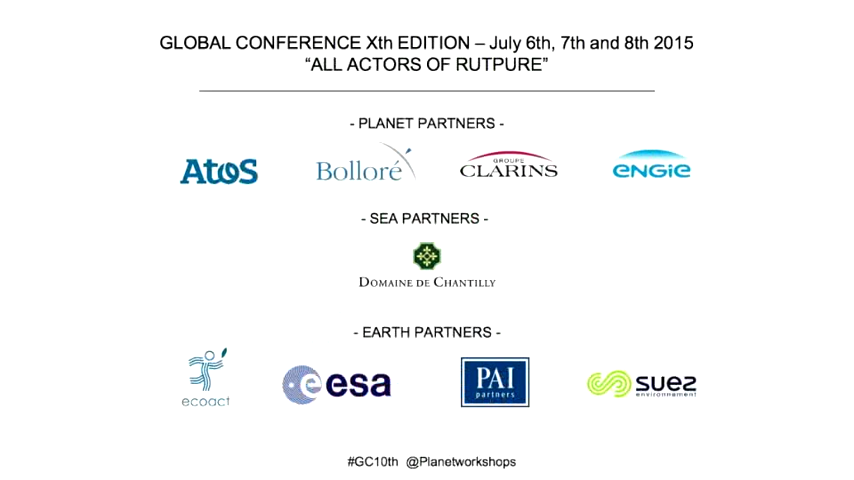 GLOBAL CONFERENCE Xth EDITION – July 6th, 7th and 8th 2015
“ALL ACTORS OF RUTPURE”
- PLANET PARTNERS -
Atos
Bolloré
GROUPE
CLARINS
ENGIE
- SEA PARTNERS -
DOMAINE DE CHANTILLY
- EARTH PARTNERS -
ecoact
esa
PAI
partners
suez
environnement
#GC10th @Planetworkshops